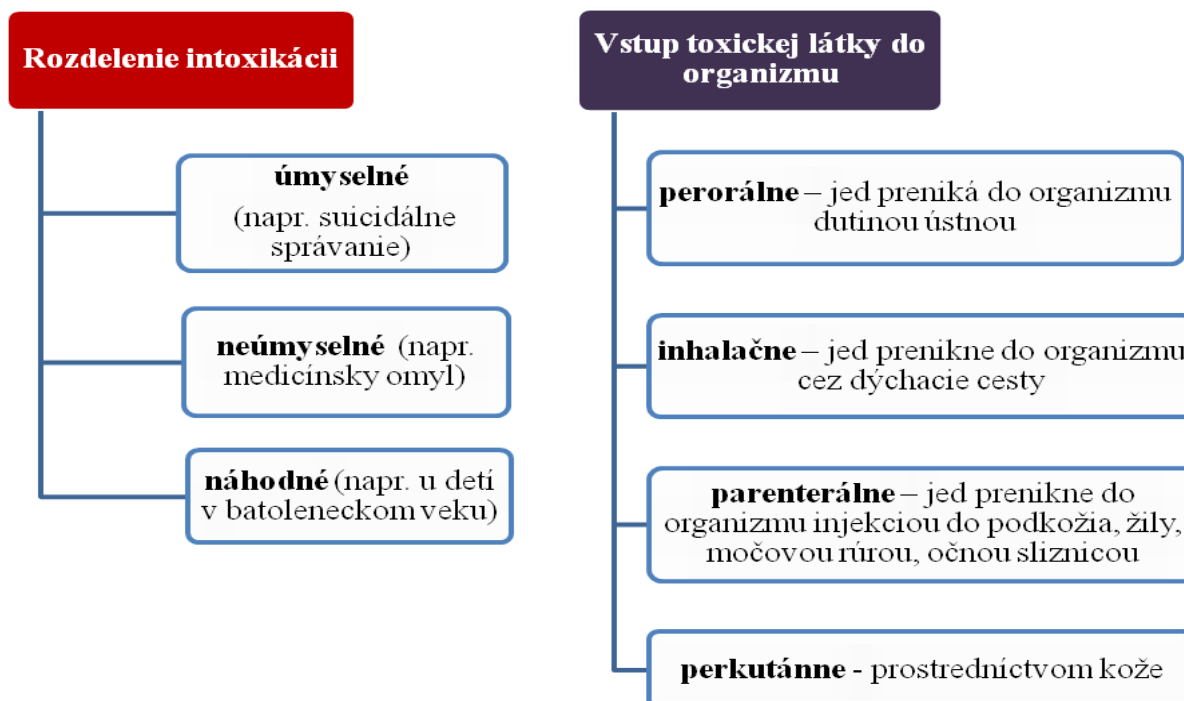 Rozdelenie intoxikácii
úmyselné
(napr. suicidálne
správanie)
neúmyselné (napr.
medicínsky omyl)
náhodné (napr. u detí
v batoleneckom veku)
Vstup toxickej látky do
organizmu
perorálne – jed preniká do organizmu
dutinou ústnou
inhalačne – jed prenikne do organizmu
cez dýchacie cesty
parenterálne – jed prenikne do
organizmu injekciou do podkožia, žily,
močovou rúrou, očnou sliznicou
perkutánne - prostredníctvom kože